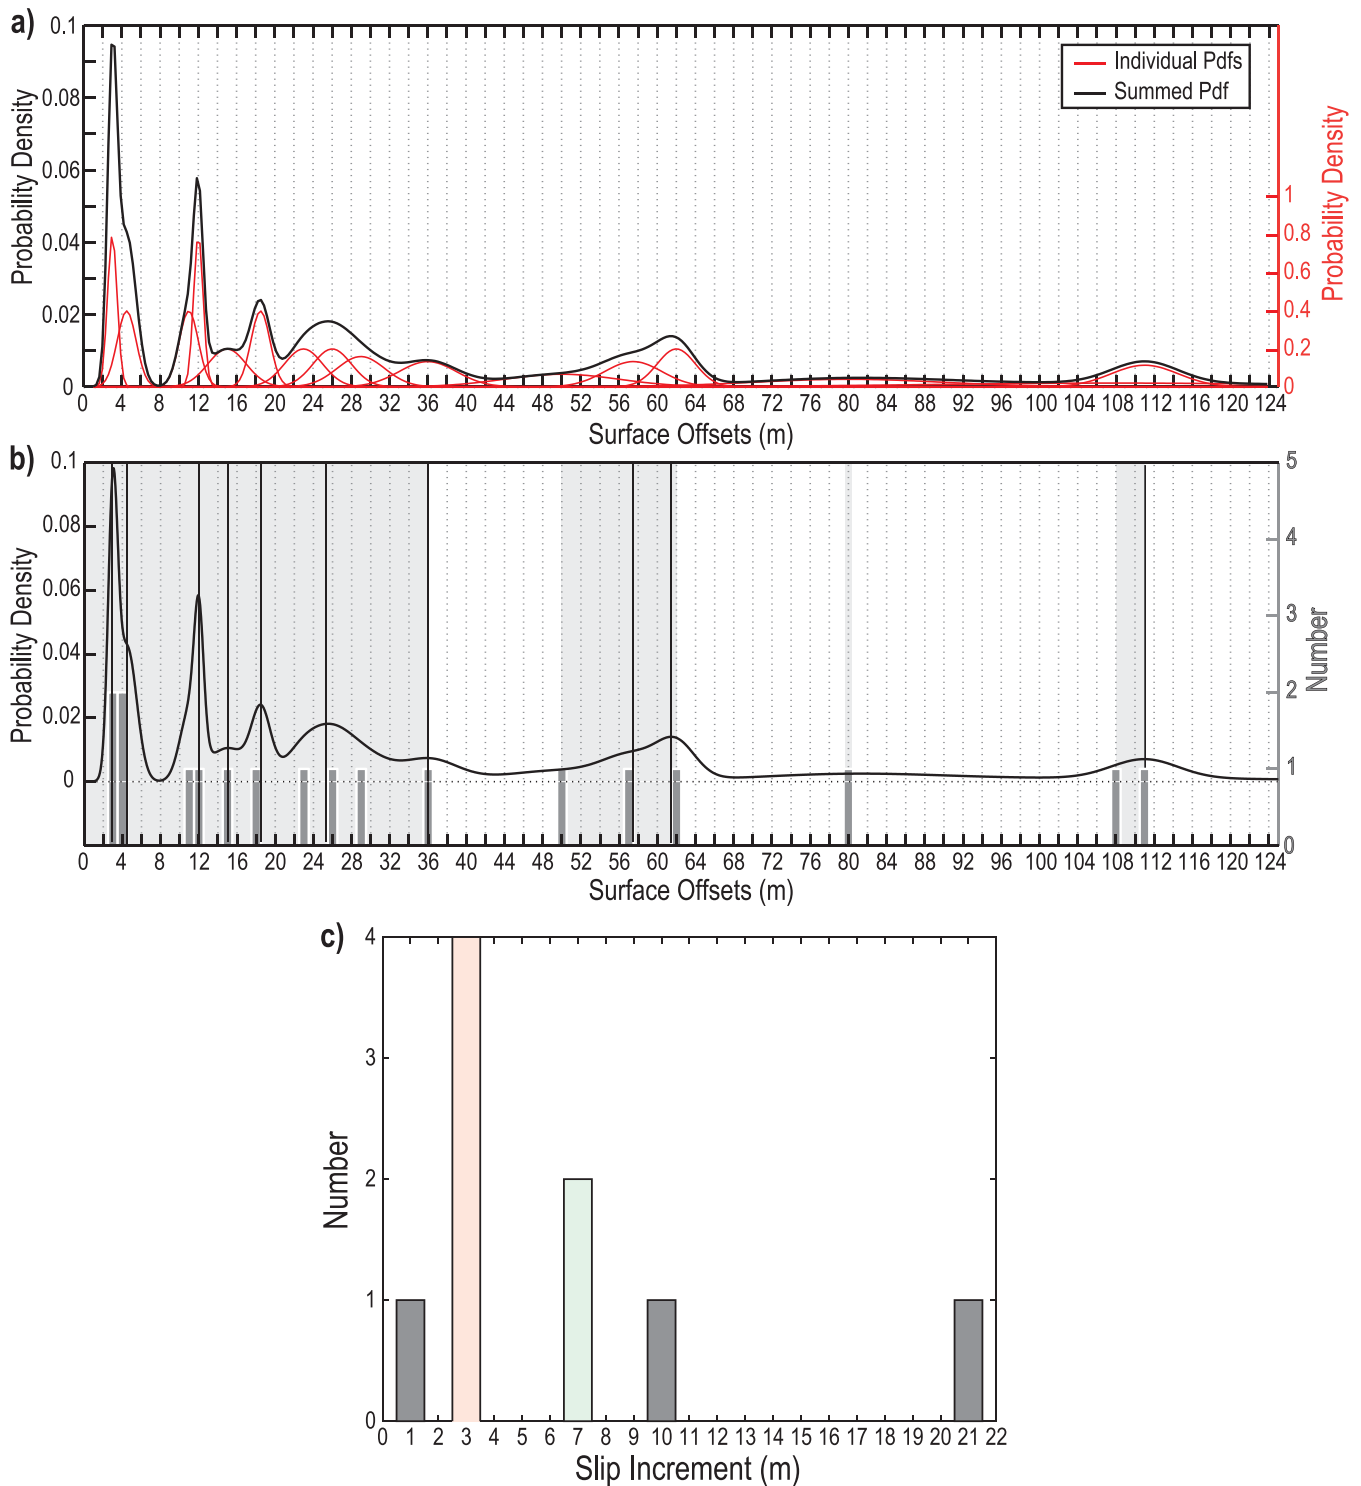 a)
0.1
0.08
0.06
0.04
0.02
0
Probability Density
Individual Pdfs
Summed Pdf
1
0.8
0.6
0.4
0.2
0
Probability Density
0 4 8 12 16 20 24 28 32 36 40 44 48 52 56 60 64 68 72 76 80 84 88 92 96 100 104 108 112 116 120 124
Surface Offsets (m)
b)
0.1
0.08
0.06
0.04
0.02
0
Probability Density
5
4
3
2
1
0
Number
0 4 8 12 16 20 24 28 32 36 40 44 48 52 56 60 64 68 72 76 80 84 88 92 96 100 104 108 112 116 120 124
Surface Offsets (m)
c)
4
3
2
1
0
Number
0 1 2 3 4 5 6 7 8 9 10 11 12 13 14 15 16 17 18 19 20 21 22
Slip Increment (m)